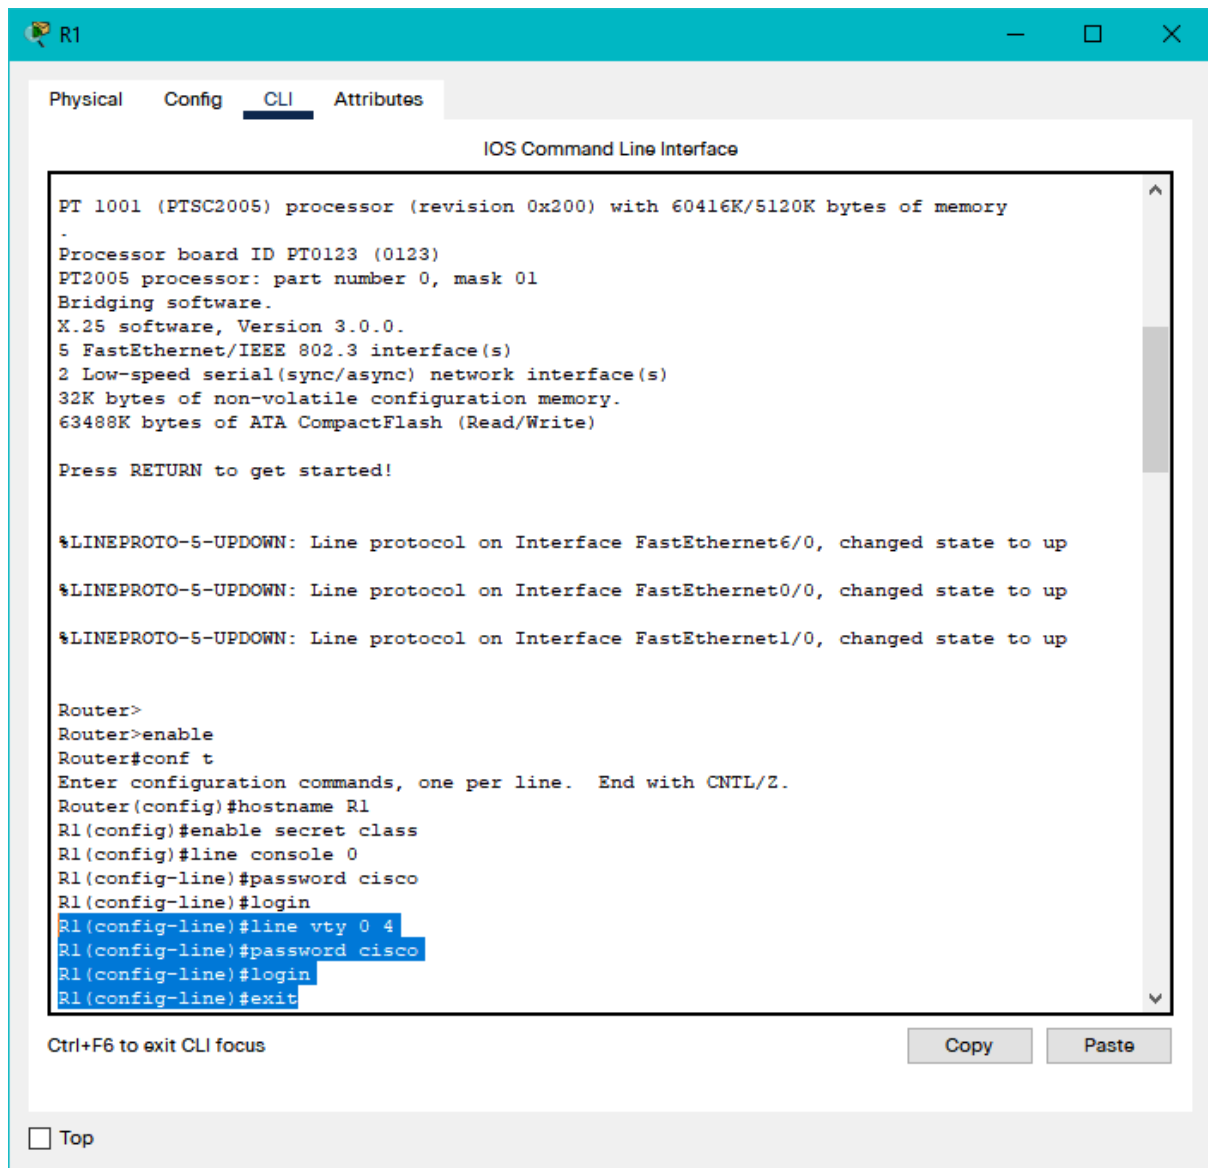 R1
Physical Config CLI Attributes
IOS Command Line Interface
PT 1001 (PTSC2005) processor (revision 0x200) with 60416K/5120K bytes of memory
.
Processor board ID PT0123 (0123)
PT2005 processor: part number 0, mask 01
Bridging software.
X.25 software, Version 3.0.0.
5 FastEthernet/IEEE 802.3 interface(s)
2 Low-speed serial(sync/async) network interface(s)
32K bytes of non-volatile configuration memory.
63488K bytes of ATA CompactFlash (Read/Write)
Press RETURN to get started!
%LINEPROTO-5-UPDOWN: Line protocol on Interface FastEthernet6/0, changed state to up
%LINEPROTO-5-UPDOWN: Line protocol on Interface FastEthernet0/0, changed state to up
%LINEPROTO-5-UPDOWN: Line protocol on Interface FastEthernet1/0, changed state to up
Router>
Router>enable
Router#conf t
Enter configuration commands, one per line.  End with CNTL/Z.
Router(config)#hostname R1
R1(config)#enable secret class
R1(config)#line console 0
R1(config-line)#password cisco
R1(config-line)#login
R1(config-line)#line vty 0 4
R1(config-line)#password cisco
R1(config-line)#login
R1(config-line)#exit
Ctrl+F6 to exit CLI focus
Copy Paste
Top